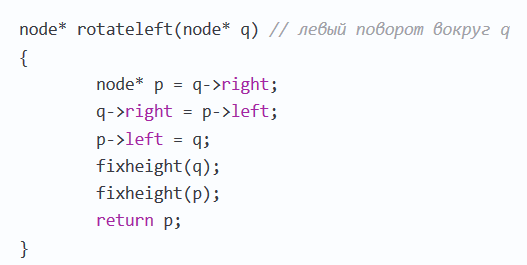 node* rotateleft(node* q) // левый поворот вокруг q
{
node* p = q->right;
q->right = p->left;
p->left = q;
fixheight(q);
fixheight(p);
return p;
}